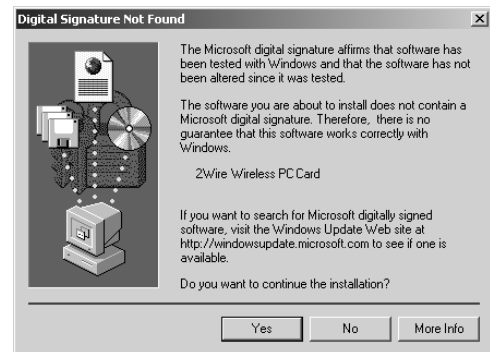 Digital Signature Not Found
The Microsoft digital signature affirms that software has
been tested with Windows and that the software has not
been altered since it was tested.
The software you are about to install does not contain a
Microsoft digital signature. Therefore, there is no
guarantee that this software works correctly with
Windows.
2Wire Wireless PC Card
If you want to search for Microsoft digitally signed
software, visit the Windows Update Web site at
http://windowsupdate.microsoft.com to see if one is
available.
Do you want to continue the installation?
Yes No More Info